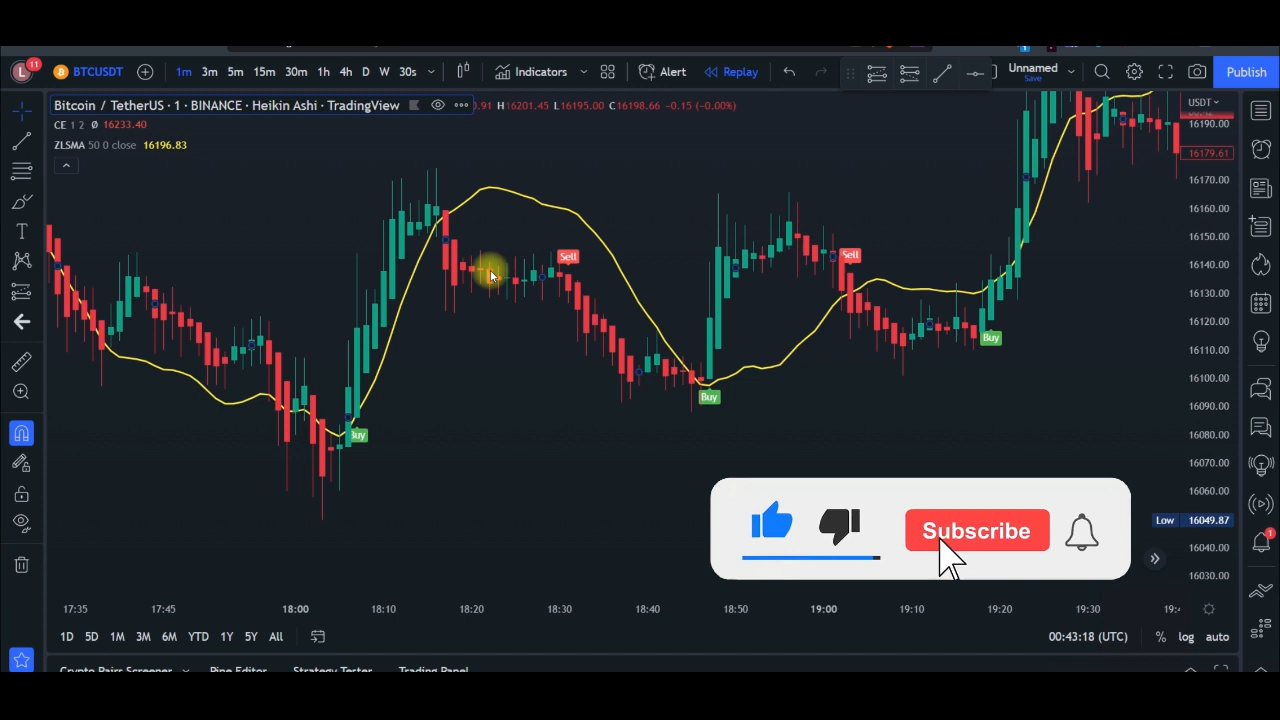 L 11 BTCUSDT 1m 3m 5m 15m 30m 1h 4h D W 30s Indicators Alert Replay Unnamed Save Publish
Bitcoin / TetherUS · 1 · BINANCE · Heikin Ashi · TradingView 0.91 H16201.45 L16195.00 C16198.66 -0.15 (-0.00%)
USDT
CE 1 2 Ø 16233.40
16190.00
ZLSMA 50 0 close 16196.83
16179.61
16170.00
16160.00
16150.00
Sell
Sell
16140.00
16130.00
16120.00
Buy
16110.00
16100.00
Buy
16090.00
Buy
16080.00
16070.00
16060.00
Low 16049.87
Subscribe
1
16040.00
16030.00
17:35 17:45 18:00 18:10 18:20 18:30 18:40 18:50 19:00 19:10 19:20 19:30 19:4
1D 5D 1M 3M 6M YTD 1Y 5Y All 00:43:18 (UTC) % log auto
Crypto Pairs Screener Pine Editor Strategy Tester Trading Panel